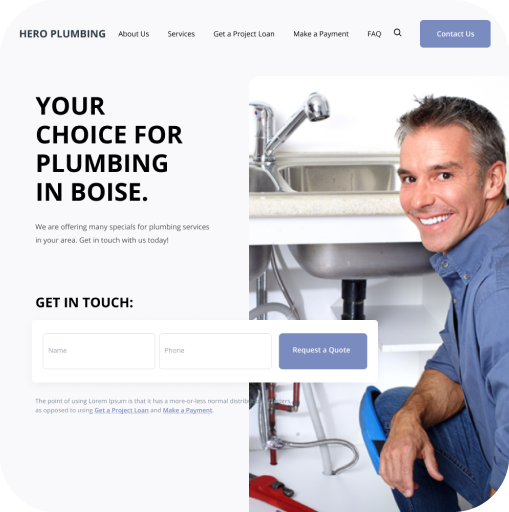 HERO PLUMBING About Us Services Get a Project Loan Make a Payment FAQ Contact Us
YOUR
CHOICE FOR
PLUMBING
IN BOISE.
We are offering many specials for plumbing services
in your area. Get in touch with us today!
GET IN TOUCH:
Name Phone Request a Quote
The point of using Lorem Ipsum is that it has a more-or-less normal
as opposed to using Get a Project Loan and Make a Payment.